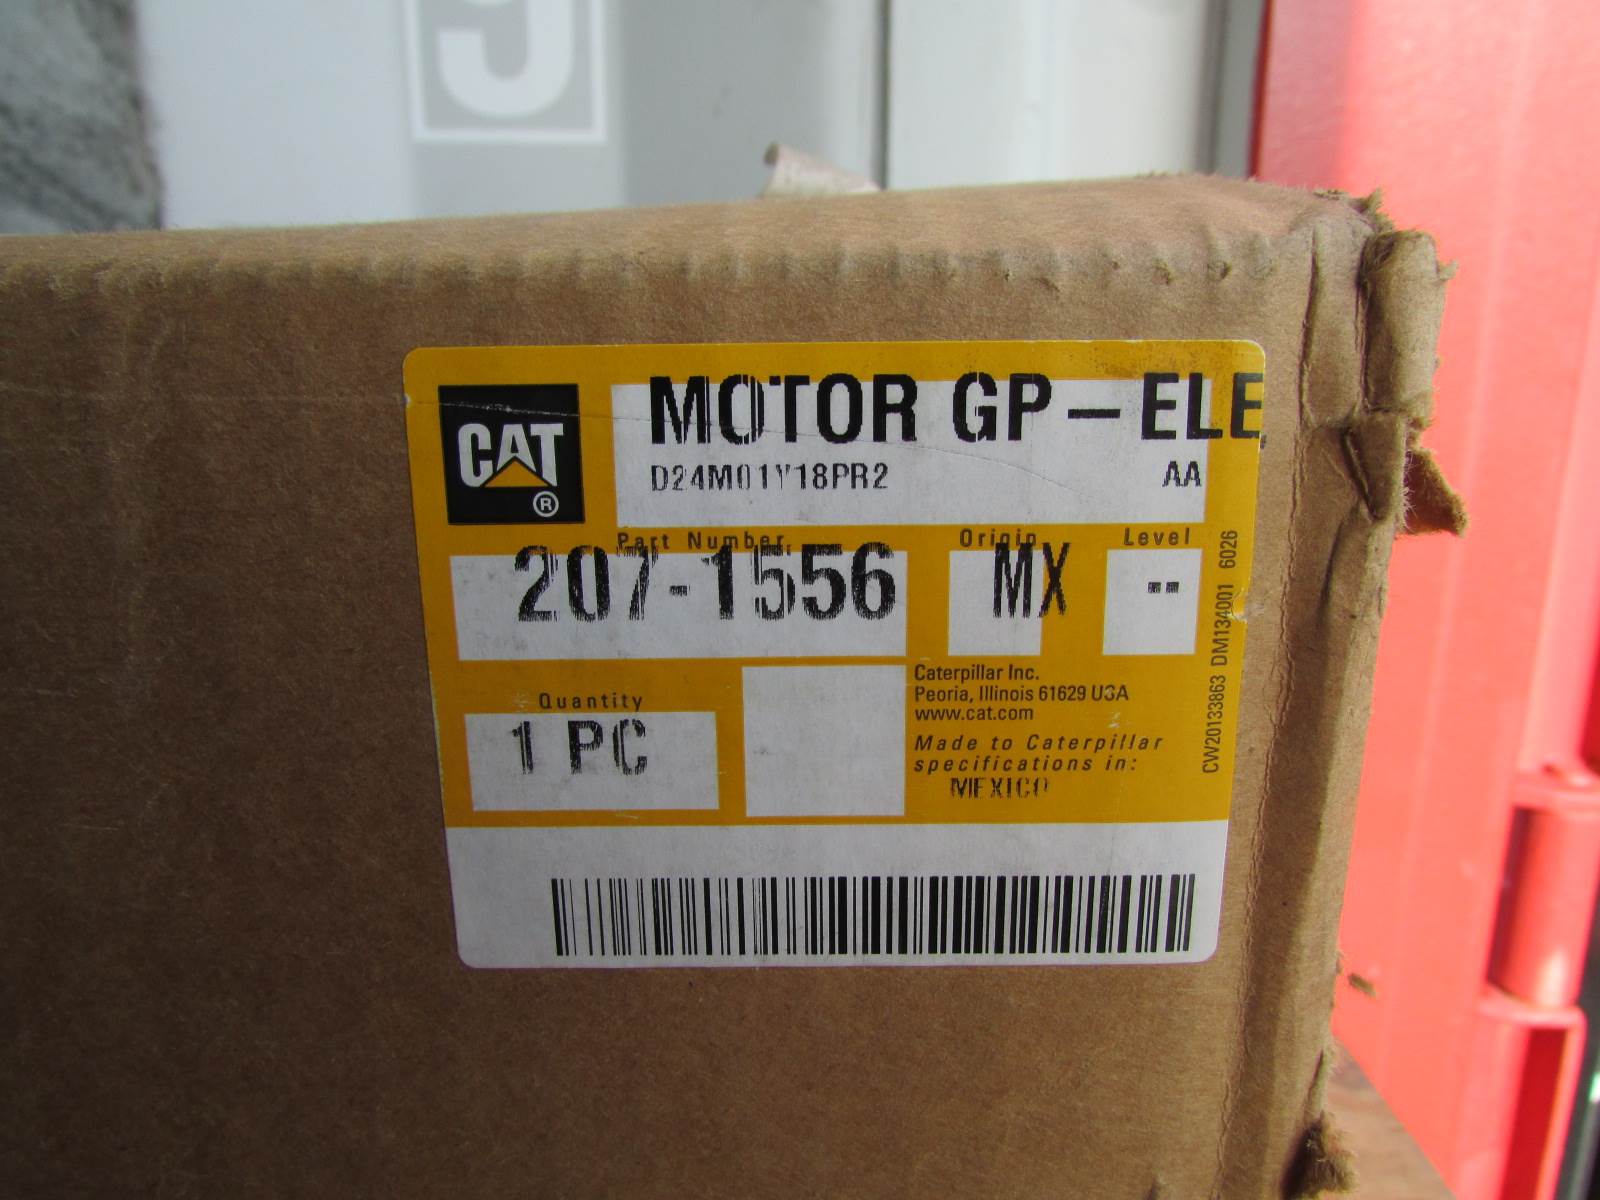 9
CAT
®
MOTOR GP-ELE
D24M01Y18PR2 AA
Part Number Origin Level
207-1556 MX --
Quantity
1 PC
Caterpillar Inc.
Peoria, Illinois 61629 USA
www.cat.com
Made to Caterpillar
specifications in:
MEXICO
CW20133863 DM134001 6026